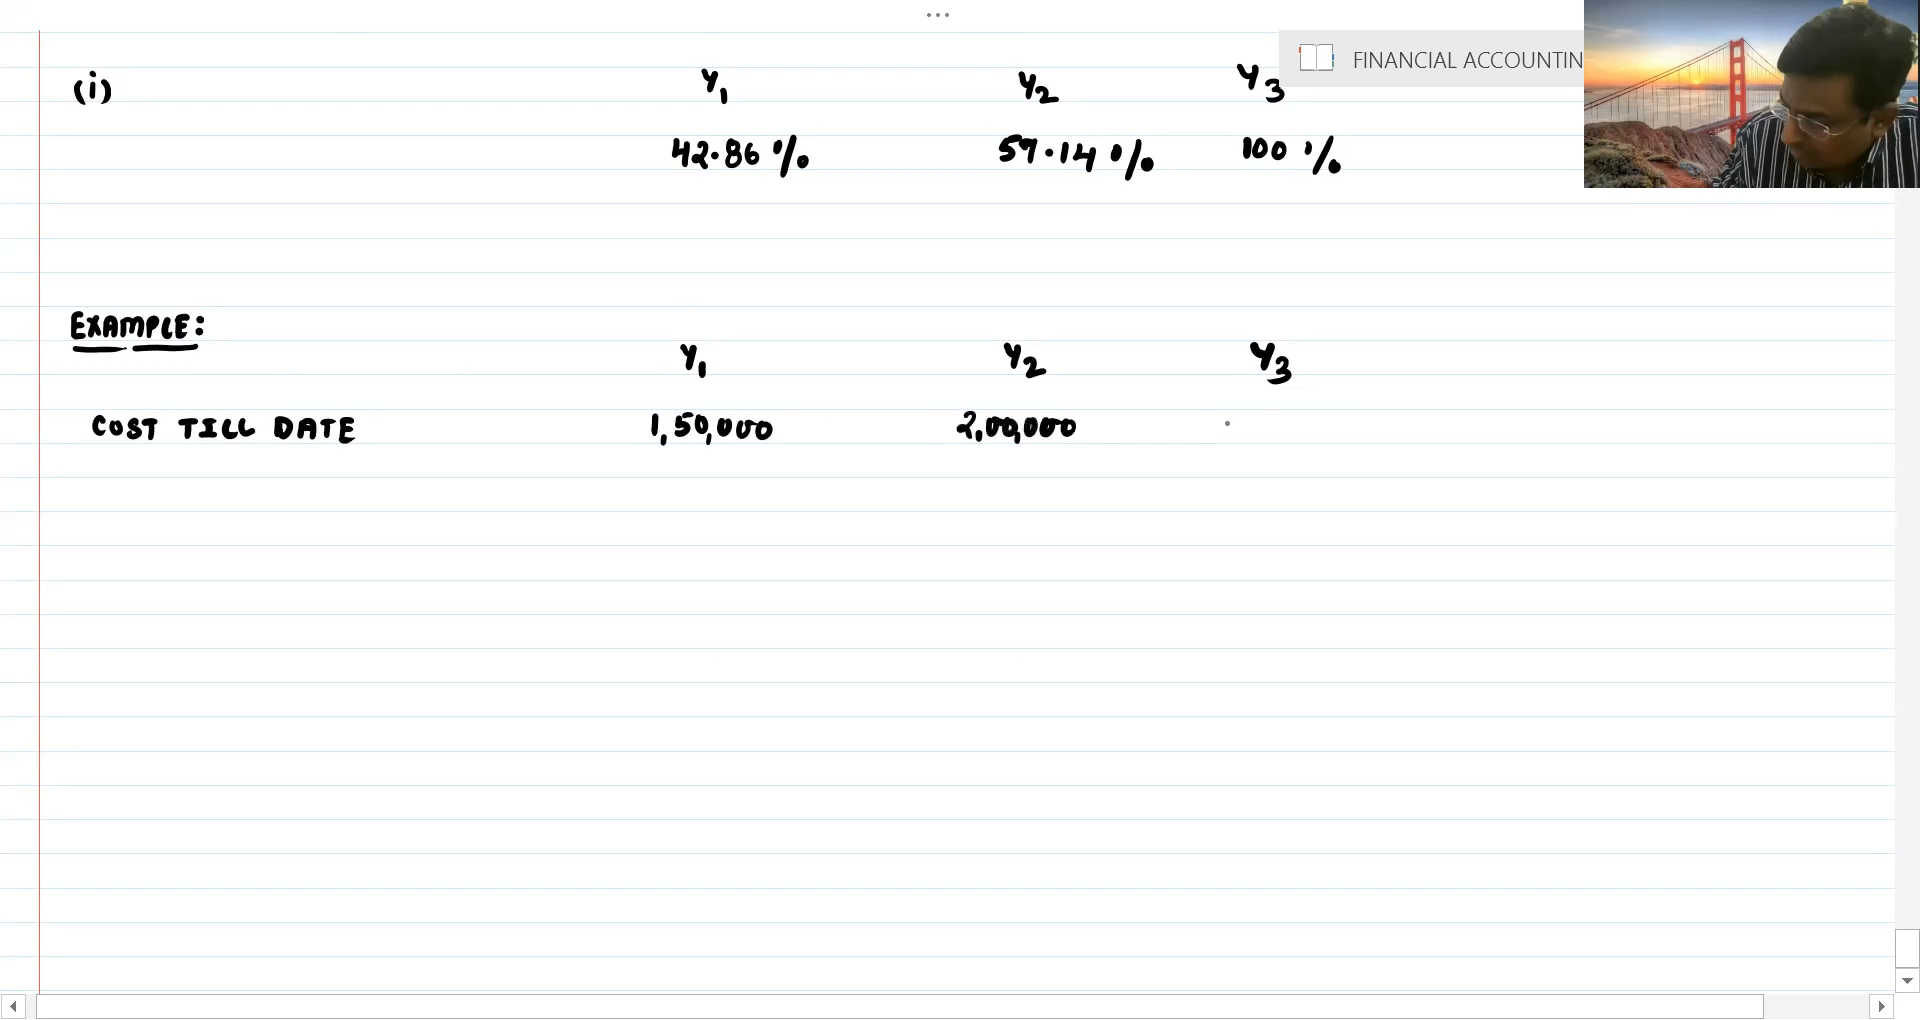 FINANCIAL ACCOUNTIN
(i) Y1 Y2 Y3
42.86 % 57.14 % 100 %
EXAMPLE:
Y1 Y2 Y3
COST TILL DATE 1,50,000 2,00,000